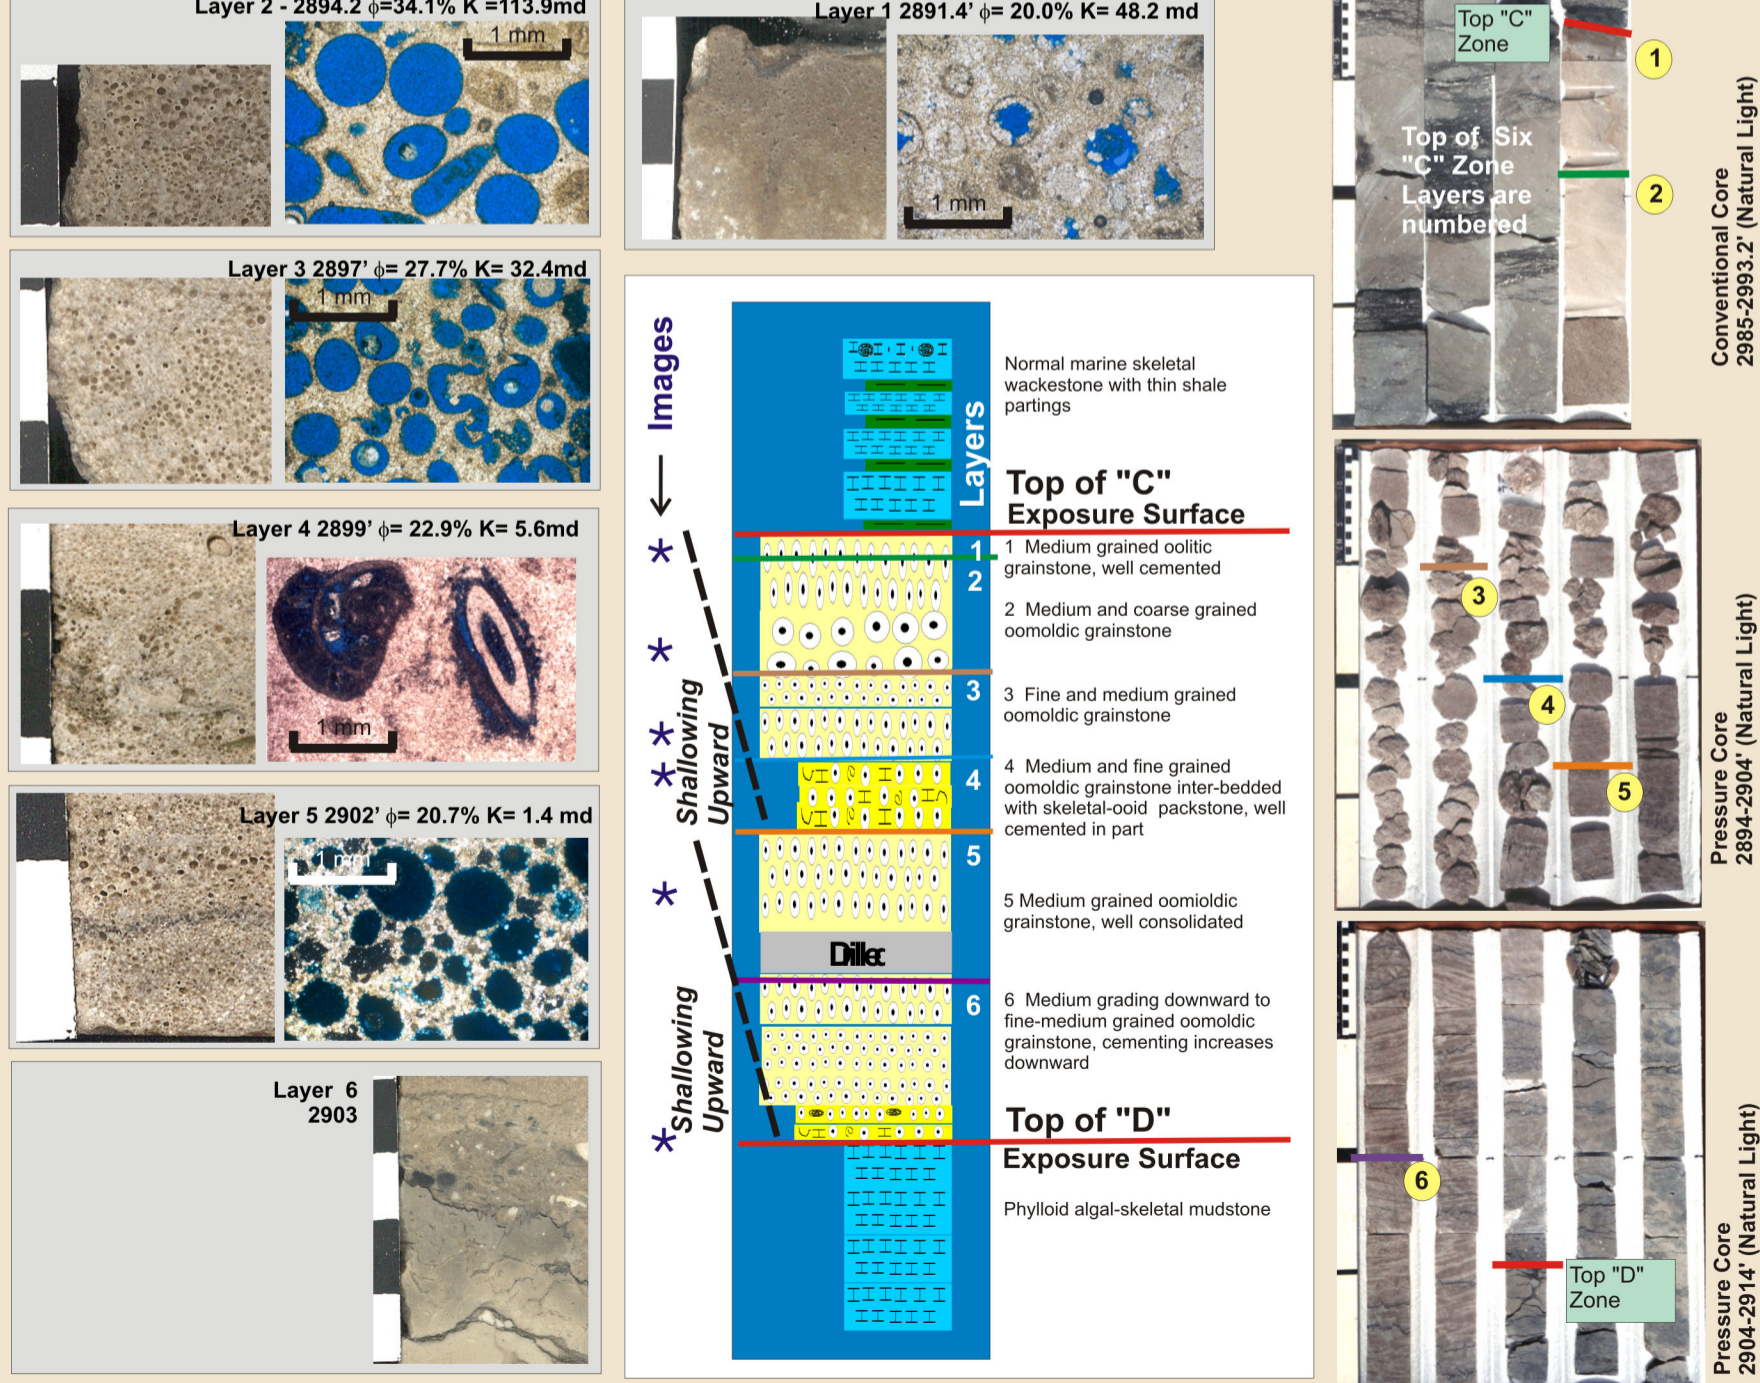 Layer 2 - 2894.2 ϕ=34.1% K =113.9md
1 mm
Layer 1 2891.4’ ϕ= 20.0% K= 48.2 md
1 mm
Layer 3 2897’ ϕ= 27.7% K= 32.4md
1 mm
Layer 4 2899’ ϕ= 22.9% K= 5.6md
1 mm
Layer 5 2902’ ϕ= 20.7% K= 1.4 md
1 mm
Layer 6
2903
Images
Layers
Normal marine skeletal
wackestone with thin shale
partings
Top of "C"
Exposure Surface
1
1 Medium grained oolitic
grainstone, well cemented
2
2 Medium and coarse grained
oomoldic grainstone
3
3 Fine and medium grained
oomoldic grainstone
Shallowing
Upward
4
4 Medium and fine grained
oomoldic grainstone inter-bedded
with skeletal-ooid packstone, well
cemented in part
5
5 Medium grained oomioldic
grainstone, well consolidated
6
6 Medium grading downward to
fine-medium grained oomoldic
grainstone, cementing increases
downward
Shallowing
Upward
Top of "D"
Exposure Surface
Phylloid algal-skeletal mudstone
Top "C"
Zone
1
Top of Six
"C" Zone
Layers are
numbered
2
Conventional Core
2985-2993.2' (Natural Light)
3
4
5
Pressure Core
2894-2904' (Natural Light)
6
Top "D"
Zone
Pressure Core
2904-2914' (Natural Light)